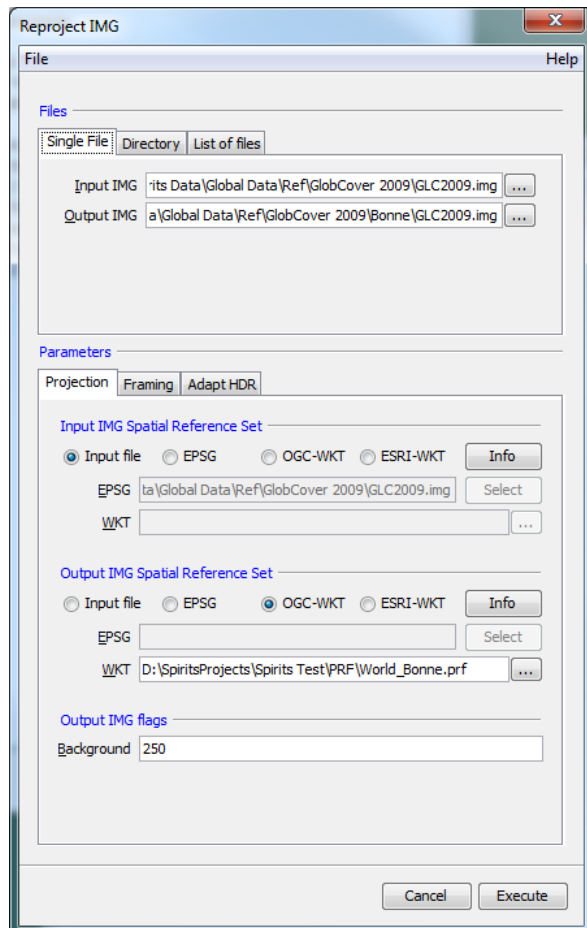 Reproject IMG
File Help
Files
Single File Directory List of files
Input IMG rits Data\Global Data\Ref\GlobCover 2009\GLC2009.img ...
Output IMG a\Global Data\Ref\GlobCover 2009\Bonne\GLC2009.img ...
Parameters
Projection Framing Adapt HDR
Input IMG Spatial Reference Set
Input file EPSG OGC-WKT ESRI-WKT Info
EPSG ta\Global Data\Ref\GlobCover 2009\GLC2009.img Select
WKT ...
Output IMG Spatial Reference Set
Input file EPSG OGC-WKT ESRI-WKT Info
EPSG Select
WKT D:\SpiritsProjects\Spirits Test\PRF\World_Bonne.prf ...
Output IMG flags
Background 250
Cancel Execute